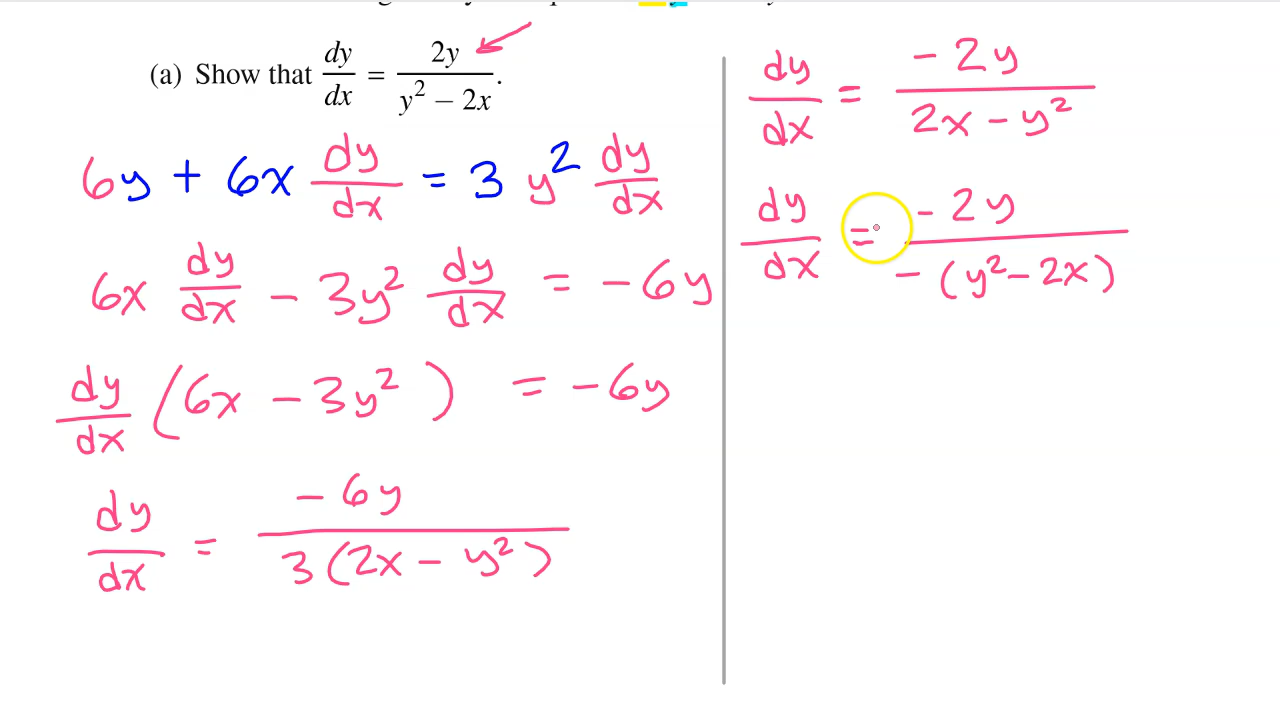 (a) Show that dy/dx = 2y/(y² − 2x).
6y + 6x dy/dx = 3 y² dy/dx
6x dy/dx − 3y² dy/dx = −6y
dy/dx (6x − 3y²) = −6y
dy/dx = −6y/(3(2x − y²))
dy/dx = −2y/(2x − y²)
dy/dx = −2y/(−(y² − 2x))